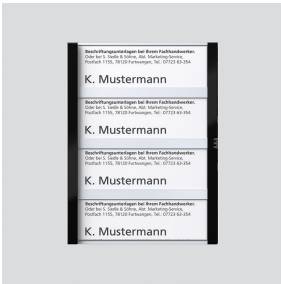 Beschriftungsunterlagen bei Ihrem Fachhandwerker.
Oder bei S. Siedle & Söhne, Abt. Marketing-Service,
Postfach 1155, 78120 Furtwangen, Tel.: 07723 63-354
K. Mustermann
Beschriftungsunterlagen bei Ihrem Fachhandwerker.
Oder bei S. Siedle & Söhne, Abt. Marketing-Service,
Postfach 1155, 78120 Furtwangen, Tel.: 07723 63-354
K. Mustermann
Beschriftungsunterlagen bei Ihrem Fachhandwerker.
Oder bei S. Siedle & Söhne, Abt. Marketing-Service,
Postfach 1155, 78120 Furtwangen, Tel.: 07723 63-354
K. Mustermann
Beschriftungsunterlagen bei Ihrem Fachhandwerker.
Oder bei S. Siedle & Söhne, Abt. Marketing-Service,
Postfach 1155, 78120 Furtwangen, Tel.: 07723 63-354
K. Mustermann